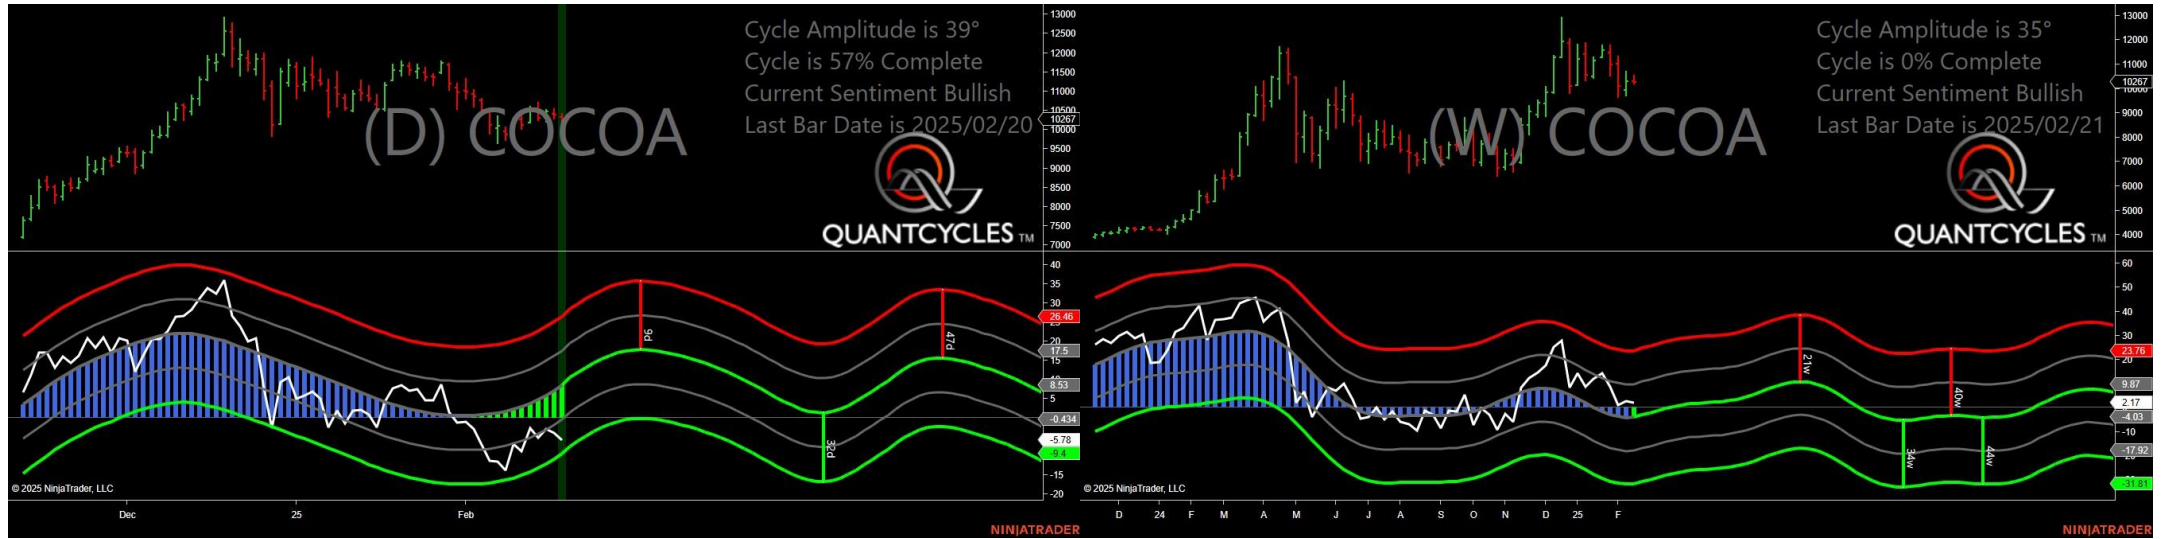 Cycle Amplitude is 39°
Cycle is 57% Complete
Current Sentiment Bullish
Last Bar Date is 2025/02/20
(D) COCOA
QUANTCYCLES TM
13000
12500
12000
11500
11000
10500
10267
10000
9500
9000
8500
8000
7500
7000
40
35
30
26.46
20
17.5
15
8.53
5
-0.434
-5.78
-9.4
-15
-20
9d
32d
47d
© 2025 NinjaTrader, LLC
Dec
25
Feb
NINJATRADER
Cycle Amplitude is 35°
Cycle is 0% Complete
Current Sentiment Bullish
Last Bar Date is 2025/02/21
(W) COCOA
QUANTCYCLES TM
13000
12000
11000
10267
10000
9000
8000
7000
6000
5000
4000
60
50
40
30
23.76
20
9.87
2.17
-4.03
-10
-17.92
-31.81
21w
34w
40w
44w
© 2025 NinjaTrader, LLC
D
24
F
M
A
M
J
J
A
S
O
N
D
25
F
NINJATRADER